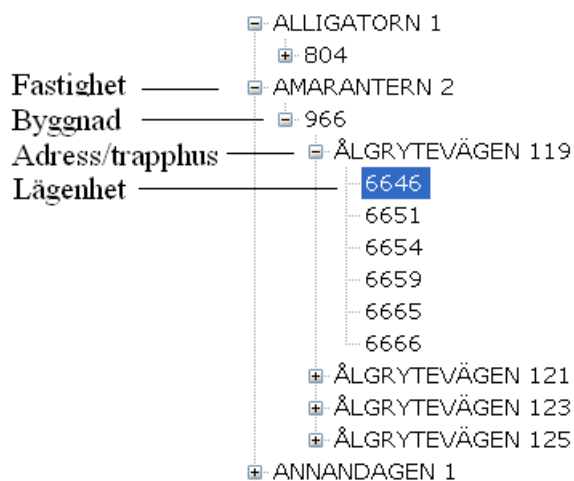 ALLIGATORN 1
804
Fastighet AMARANTERN 2
Byggnad 966
Adress/trapphus ÅLGRYTEVÄGEN 119
Lägenhet 6646
6651
6654
6659
6665
6666
ÅLGRYTEVÄGEN 121
ÅLGRYTEVÄGEN 123
ÅLGRYTEVÄGEN 125
ANNANDAGEN 1